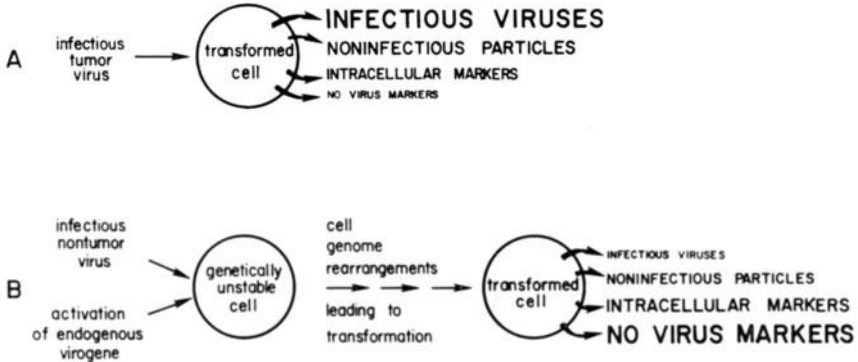 A
infectious
tumor
virus
transformed
cell
INFECTIOUS VIRUSES
NONINFECTIOUS PARTICLES
INTRACELLULAR MARKERS
NO VIRUS MARKERS
B
infectious
nontumor
virus
activation
of endogenous
virogene
genetically
unstable
cell
cell
genome
rearrangements
leading to
transformation
transformed
cell
INFECTIOUS VIRUSES
NONINFECTIOUS PARTICLES
INTRACELLULAR MARKERS
NO VIRUS MARKERS